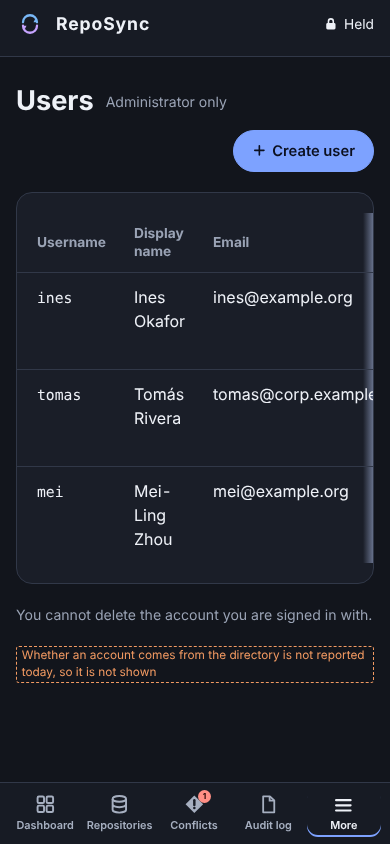 RepoSync
Held
Users Administrator only
+ Create user
Username Display name Email
ines Ines Okafor ines@example.org
tomas Tomás Rivera tomas@corp.example
mei Mei-Ling Zhou mei@example.org
You cannot delete the account you are signed in with.
Whether an account comes from the directory is not reported
today, so it is not shown
1
Dashboard Repositories Conflicts Audit log More